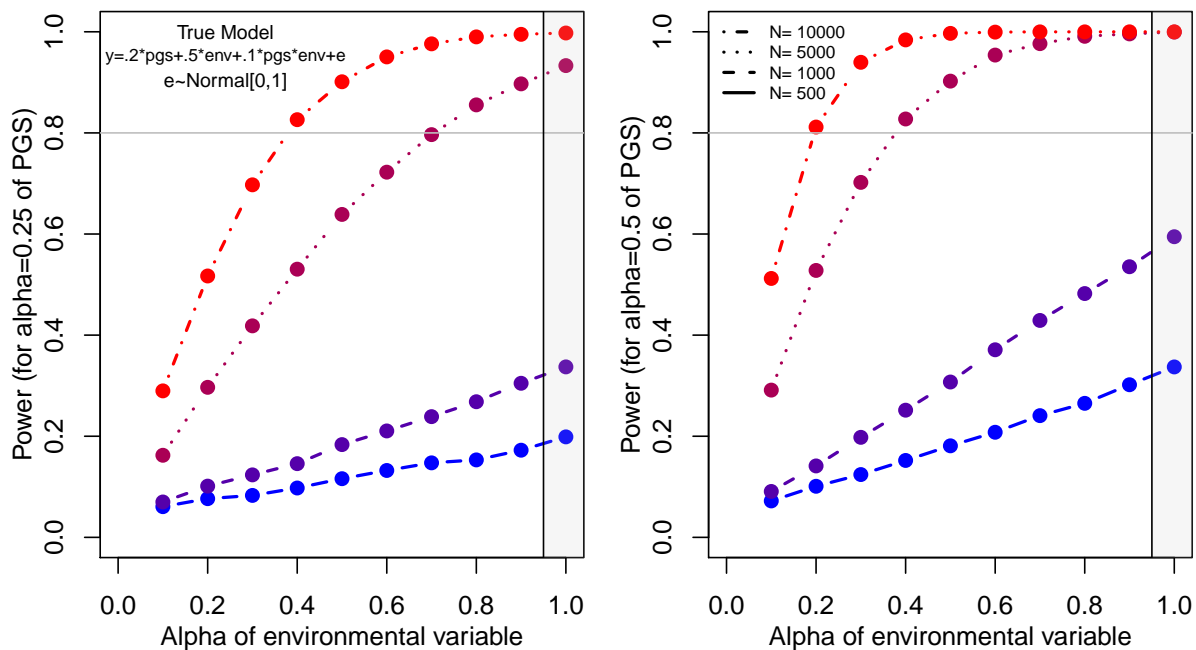 True Model
y=.2*pgs+.5*env+.1*pgs*env+e
e~Normal[0,1]
Power (for alpha=0.25 of PGS)
0.0
0.2
0.4
0.6
0.8
1.0
0.0 0.2 0.4 0.6 0.8 1.0
Alpha of environmental variable
N= 10000
N= 5000
N= 1000
N= 500
Power (for alpha=0.5 of PGS)
0.0
0.2
0.4
0.6
0.8
1.0
0.0 0.2 0.4 0.6 0.8 1.0
Alpha of environmental variable